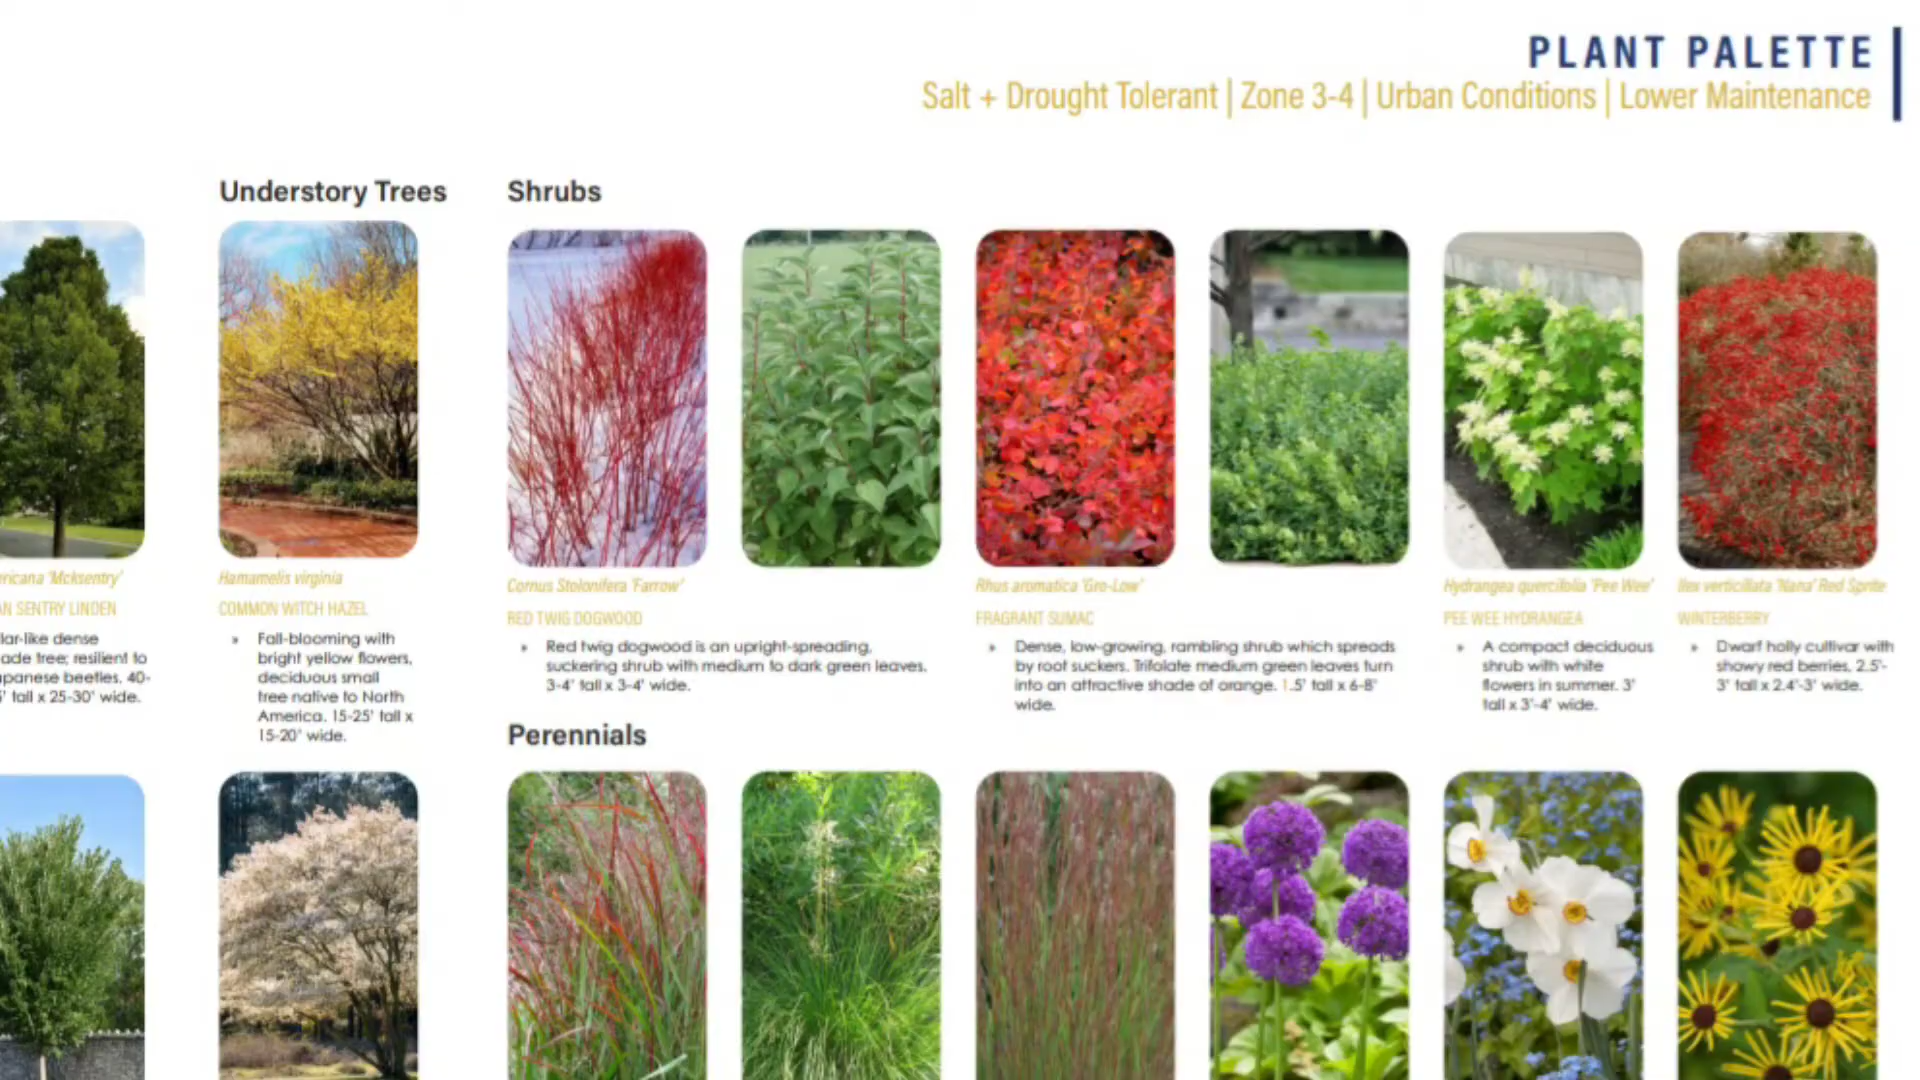 PLANT PALETTE
Salt + Drought Tolerant | Zone 3-4 | Urban Conditions | Lower Maintenance
Understory Trees
Shrubs
ricana 'Mcksentry'
AN SENTRY LINDEN
lar-like dense
ade tree; resilient to
panese beetles. 40-
' tall x 25-30' wide.
Hamamelis virginia
COMMON WITCH HAZEL
» Fall-blooming with
bright yellow flowers,
deciduous small
tree native to North
America. 15-25' tall x
15-20' wide.
Cornus Stolonifera 'Farrow'
RED TWIG DOGWOOD
» Red twig dogwood is an upright-spreading,
suckering shrub with medium to dark green leaves.
3-4' tall x 3-4' wide.
Rhus aromatica 'Gro-Low'
FRAGRANT SUMAC
» Dense, low-growing, rambling shrub which spreads
by root suckers. Trifolate medium green leaves turn
into an attractive shade of orange. 1.5' tall x 6-8'
wide.
Hydrangea quercifolia 'Pee Wee'
PEE WEE HYDRANGEA
» A compact deciduous
shrub with white
flowers in summer. 3'
tall x 3'-4' wide.
Ilex verticillata 'Nana' Red Sprite
WINTERBERRY
» Dwarf holly cultivar with
showy red berries. 2.5'-
3' tall x 2.4'-3' wide.
Perennials